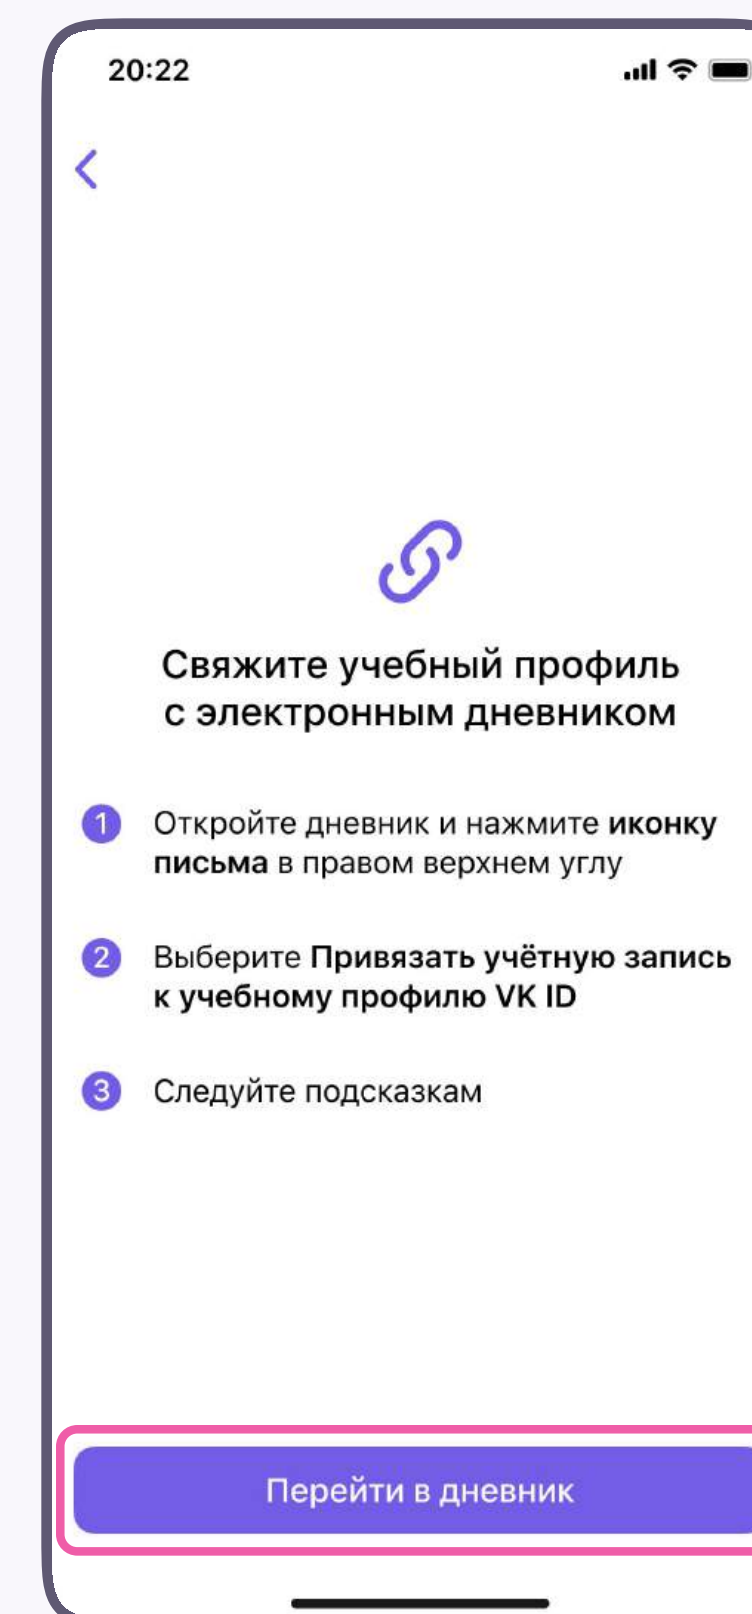 20:22
Свяжите учебный профиль
с электронным дневником
1 Откройте дневник и нажмите иконку
письма в правом верхнем углу
2 Выберите Привязать учётную запись
к учебному профилю VK ID
3 Следуйте подсказкам
Перейти в дневник